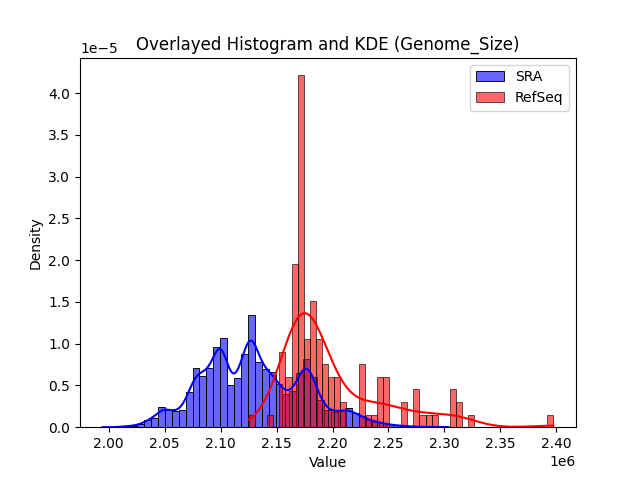 Overlayed Histogram and KDE (Genome_Size)
1e−5
SRA
RefSeq
4.0
3.5
3.0
2.5
2.0
1.5
1.0
0.5
0.0
Density
2.00 2.05 2.10 2.15 2.20 2.25 2.30 2.35 2.40
Value
1e6